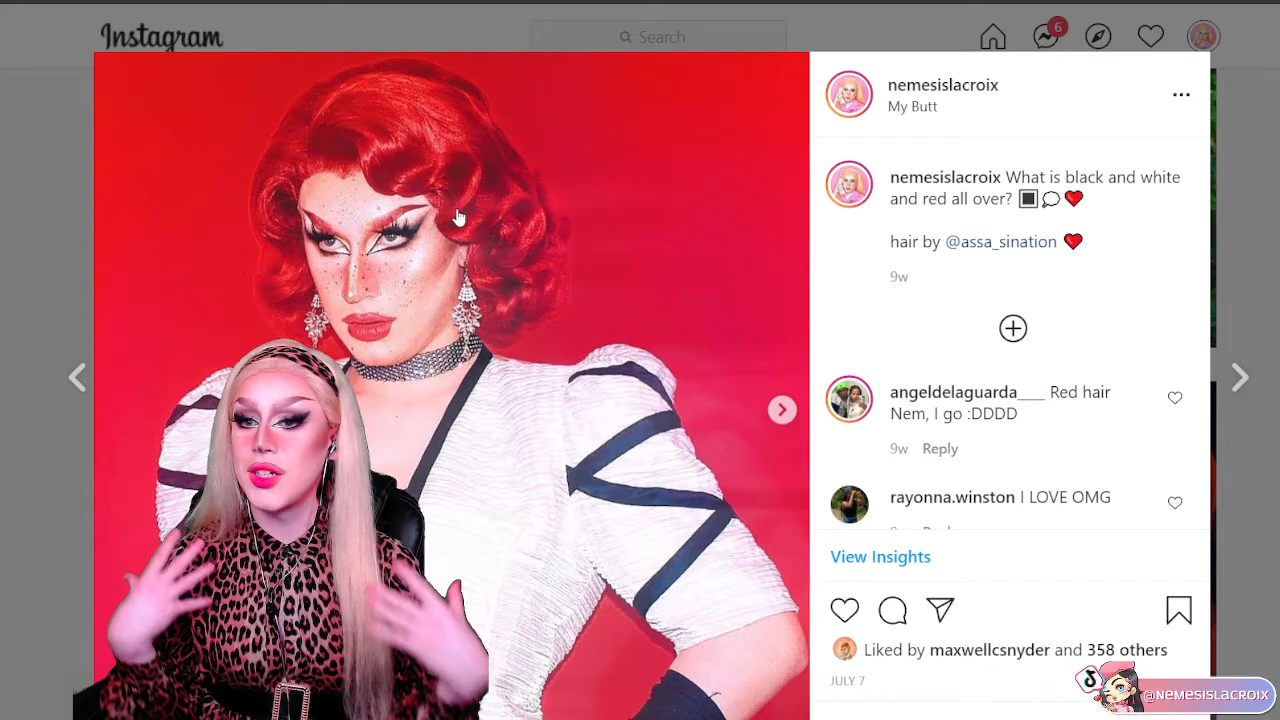 Instagram
Search
6
nemesislacroix
My Butt
nemesislacroix What is black and white
and red all over?
hair by @assa_sination
9w
angeldelaguarda____ Red hair
Nem, I go :DDDD
9w Reply
rayonna.winston I LOVE OMG
View Insights
Liked by maxwellcsnyder and 358 others
JULY 7
@NEMESISLACROIX